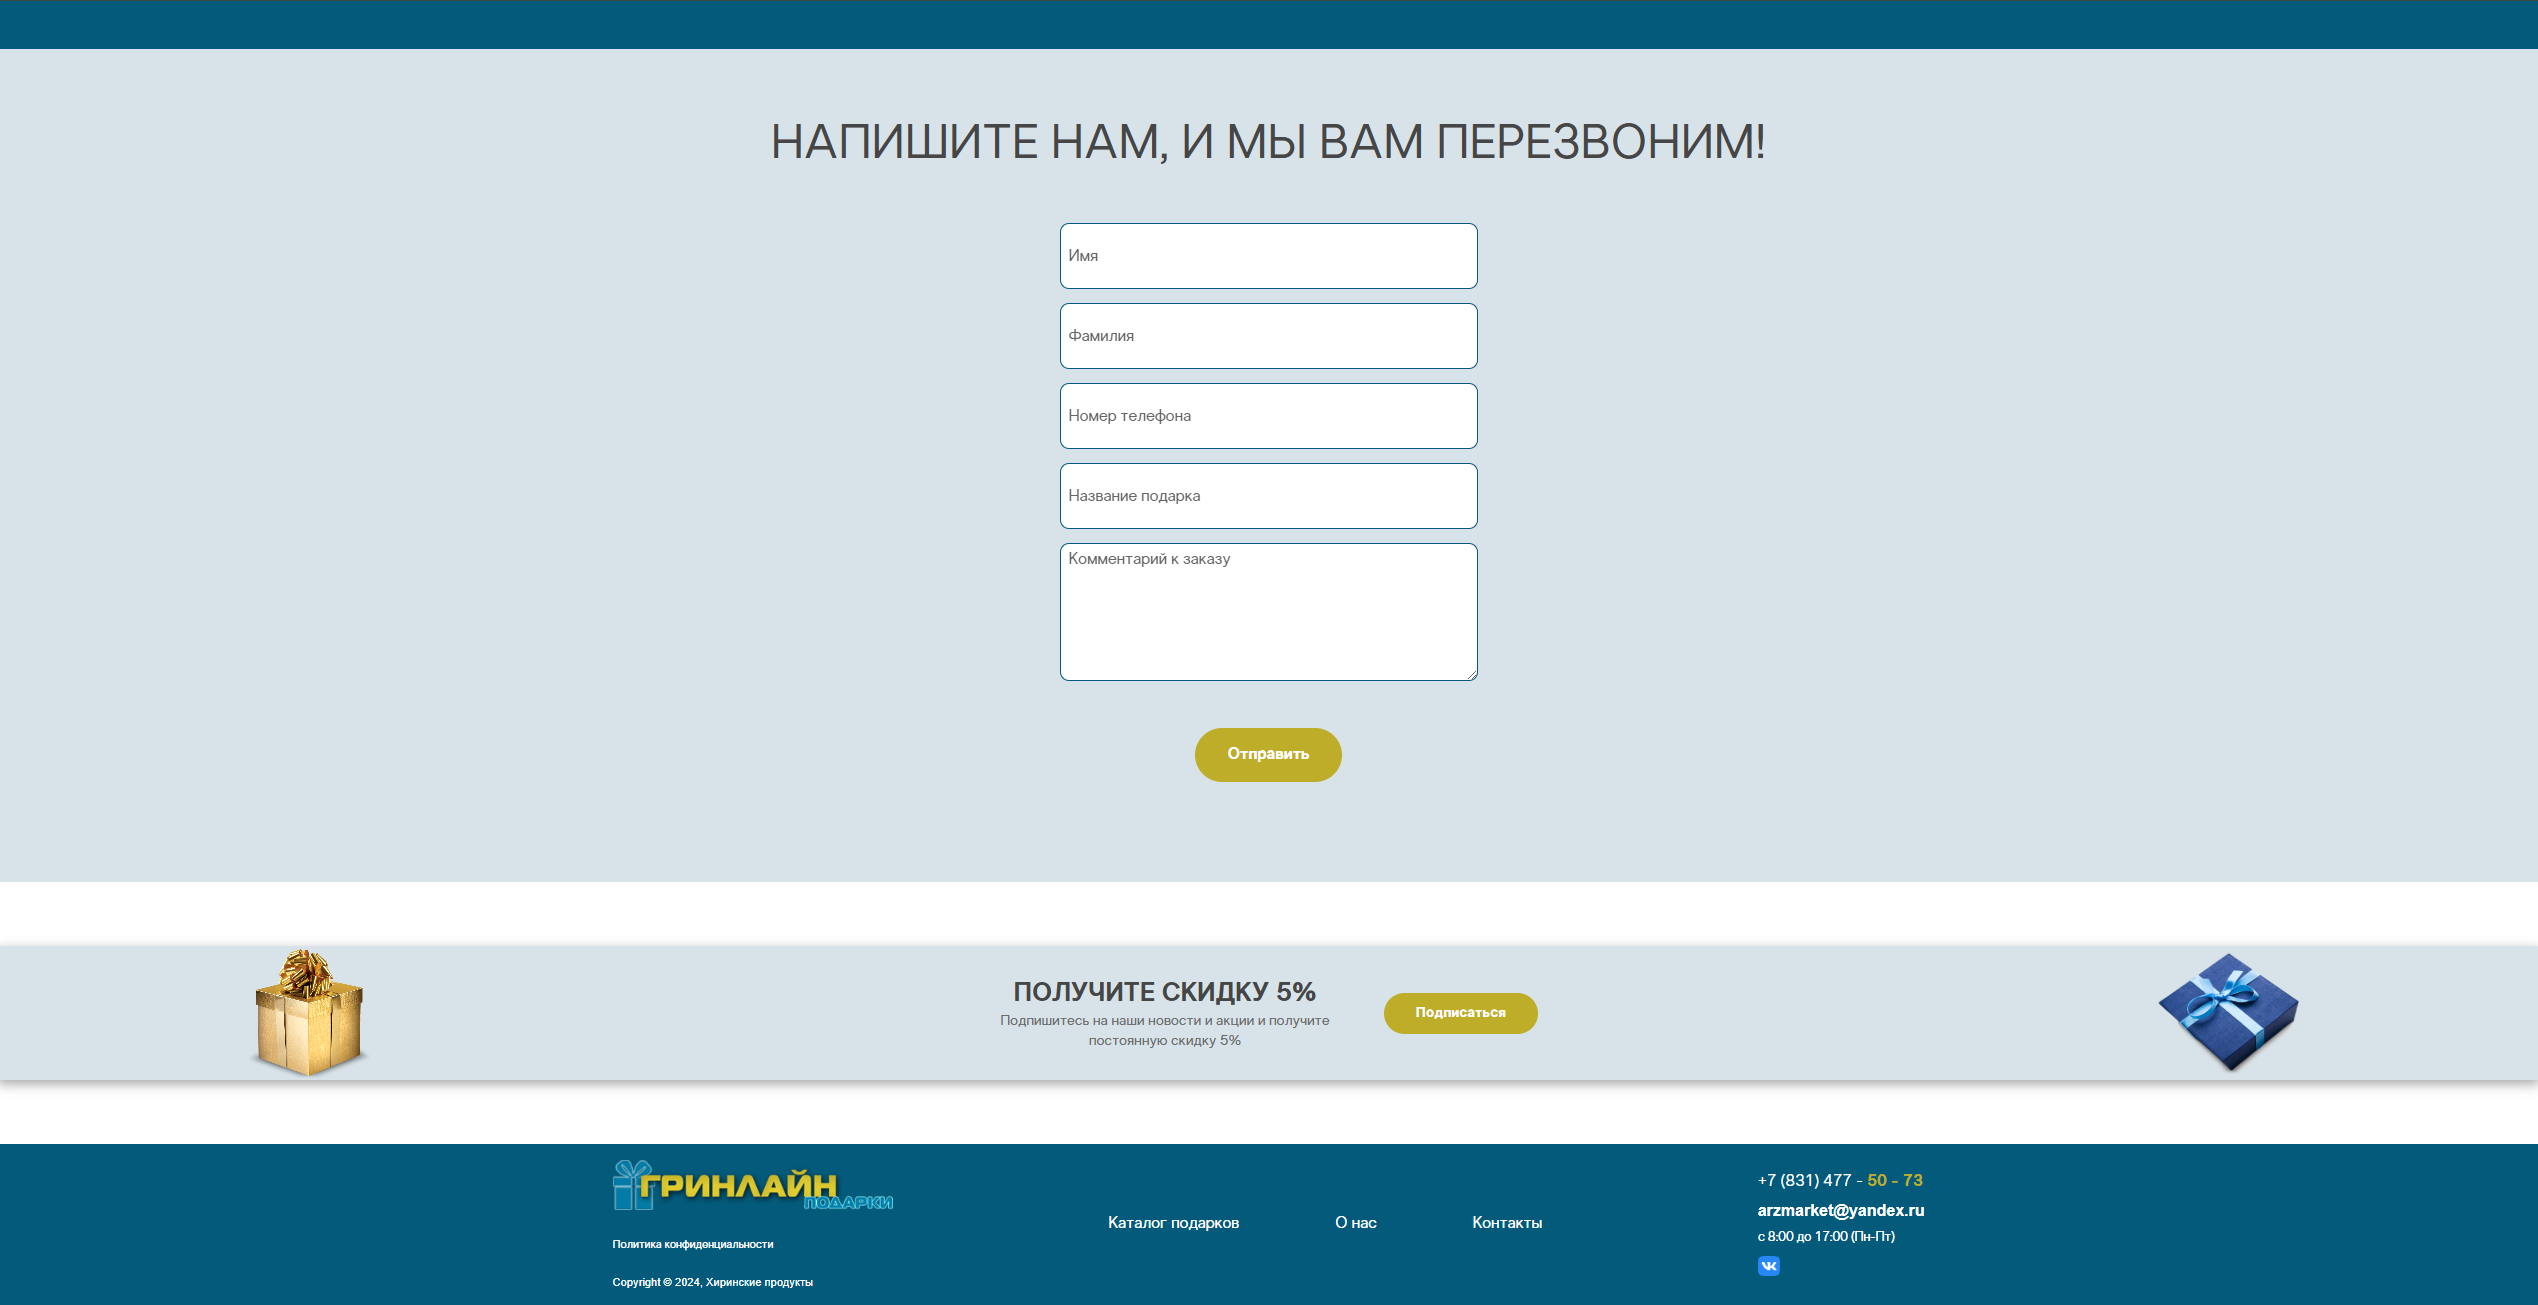 НАПИШИТЕ НАМ, И МЫ ВАМ ПЕРЕЗВОНИМ!
Имя
Фамилия
Номер телефона
Название подарка
Комментарий к заказу
Отправить
ПОЛУЧИТЕ СКИДКУ 5%
Подпишитесь на наши новости и акции и получите
постоянную скидку 5%
Подписаться
ГРИНЛАЙН
ПОДАРКИ
Политика конфиденциальности
Copyright © 2024, Хиринские продукты
Каталог подарков
О нас
Контакты
+7 (831) 477 - 50 - 73
arzmarket@yandex.ru
с 8:00 до 17:00 (Пн-Пт)